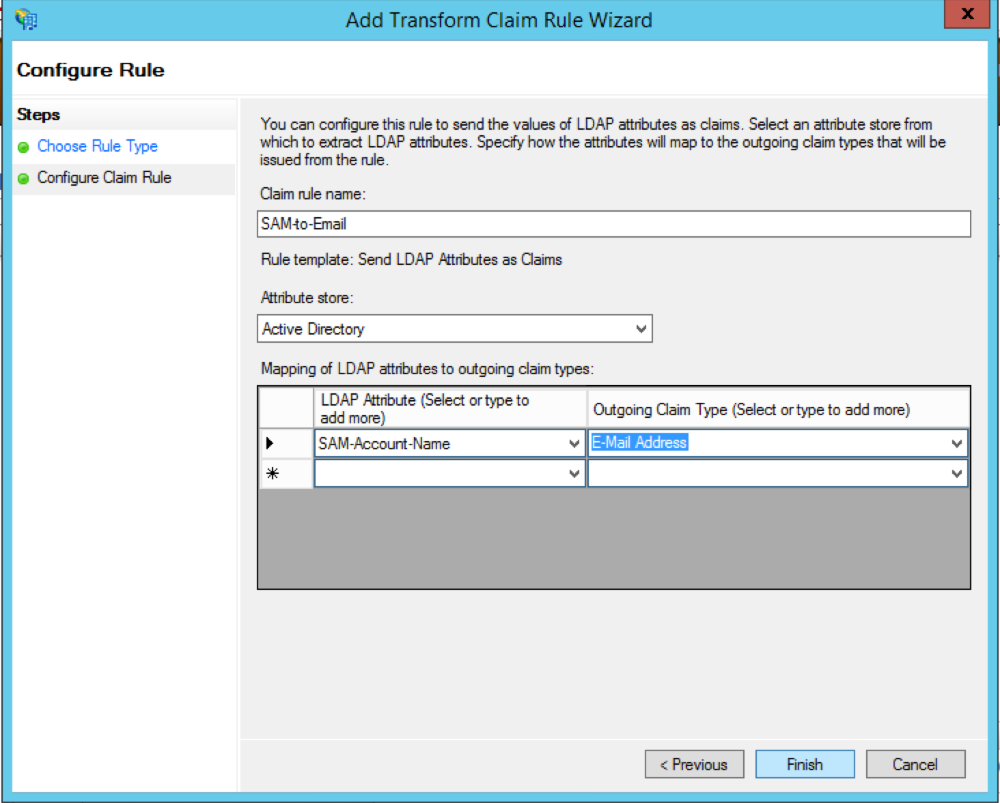 Add Transform Claim Rule Wizard
x
Configure Rule
Steps
Choose Rule Type
Configure Claim Rule
You can configure this rule to send the values of LDAP attributes as claims. Select an attribute store from
which to extract LDAP attributes. Specify how the attributes will map to the outgoing claim types that will be
issued from the rule.
Claim rule name:
SAM-to-Email
Rule template: Send LDAP Attributes as Claims
Attribute store:
Active Directory
Mapping of LDAP attributes to outgoing claim types:
LDAP Attribute (Select or type to
add more)
Outgoing Claim Type (Select or type to add more)
SAM-Account-Name
E-Mail Address
< Previous
Finish
Cancel